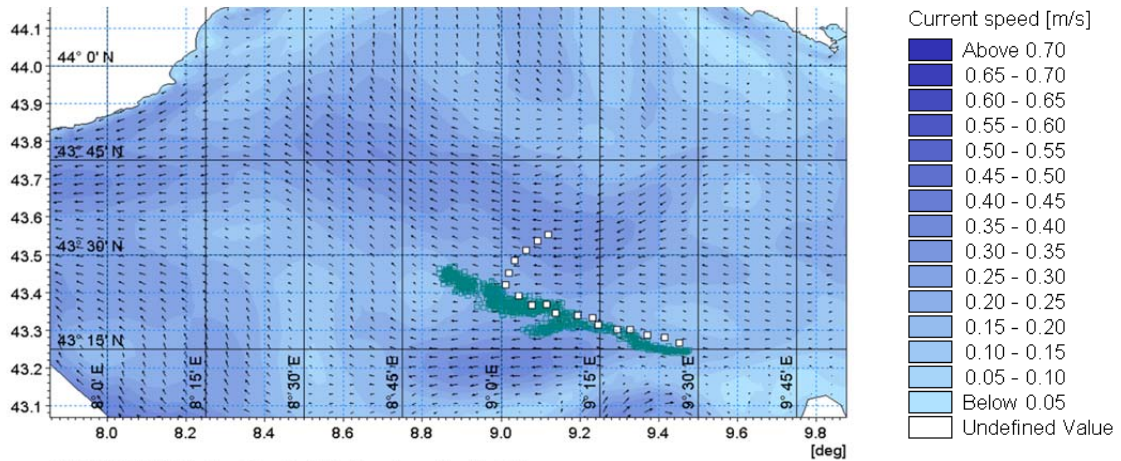 Current speed [m/s]
Above 0.70
0.65 - 0.70
0.60 - 0.65
0.55 - 0.60
0.50 - 0.55
0.45 - 0.50
0.40 - 0.45
0.35 - 0.40
0.30 - 0.35
0.25 - 0.30
0.20 - 0.25
0.15 - 0.20
0.10 - 0.15
0.05 - 0.10
Below 0.05
Undefined Value
44.1
44° 0' N
44.0
43.9
43.8
43° 45' N
43.7
43.6
43° 30' N
43.5
43.4
43.3
43° 15' N
43.2
43.1
8° 0' E
8° 15' E
8° 30' E
8° 45' E
9° 0' E
9° 15' E
9° 30' E
9° 45' E
8.0 8.2 8.4 8.6 8.8 9.0 9.2 9.4 9.6 9.8
[deg]